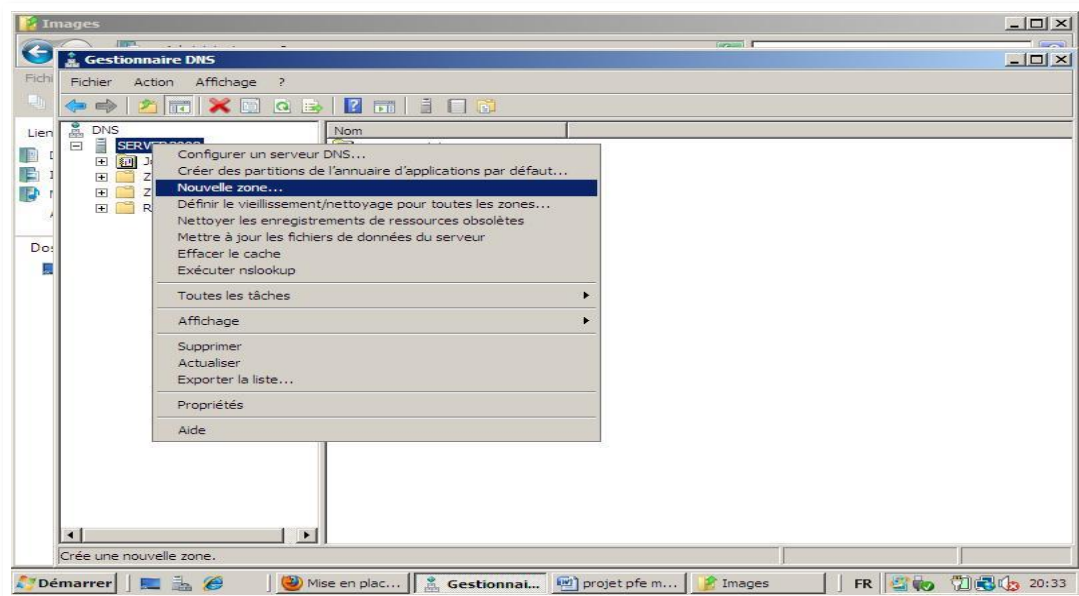 Images
Gestionnaire DNS
Fichier Action Affichage ?
DNS
Nom
Configurer un serveur DNS...
Créer des partitions de l'annuaire d'applications par défaut...
Nouvelle zone...
Définir le vieillissement/nettoyage pour toutes les zones...
Nettoyer les enregistrements de ressources obsolètes
Mettre à jour les fichiers de données du serveur
Effacer le cache
Exécuter nslookup
Toutes les tâches
Affichage
Supprimer
Actualiser
Exporter la liste...
Propriétés
Aide
Crée une nouvelle zone.
Démarrer Mise en plac... Gestionnai... projet pfe m... Images FR 20:33